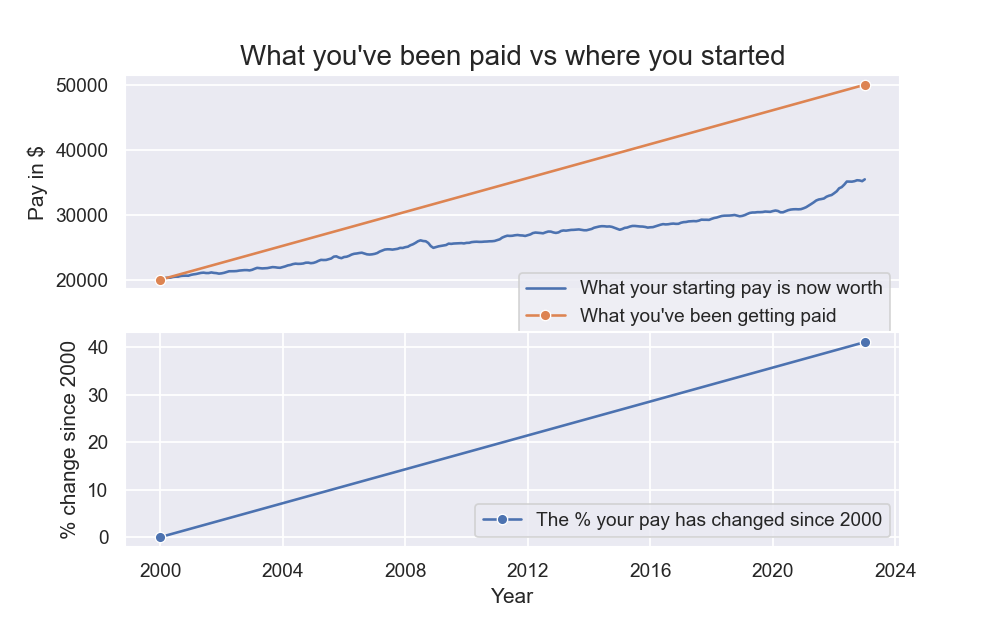 What you've been paid vs where you started
Pay in $
50000
40000
30000
20000
What your starting pay is now worth
What you've been getting paid
% change since 2000
40
30
20
10
0
The % your pay has changed since 2000
2000 2004 2008 2012 2016 2020 2024
Year